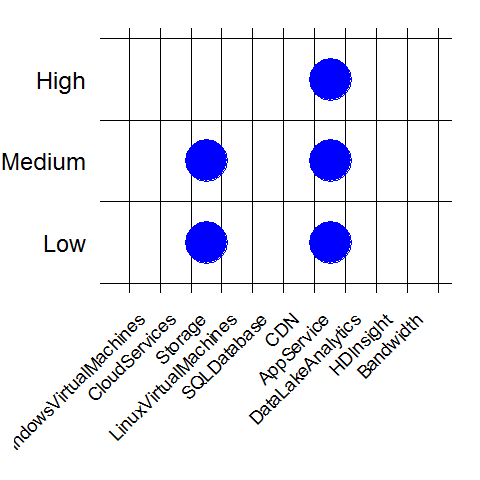 High
Medium
Low
ndowsVirtualMachines
CloudServices
Storage
LinuxVirtualMachines
SQLDatabase
CDN
AppService
DataLakeAnalytics
HDInsight
Bandwidth